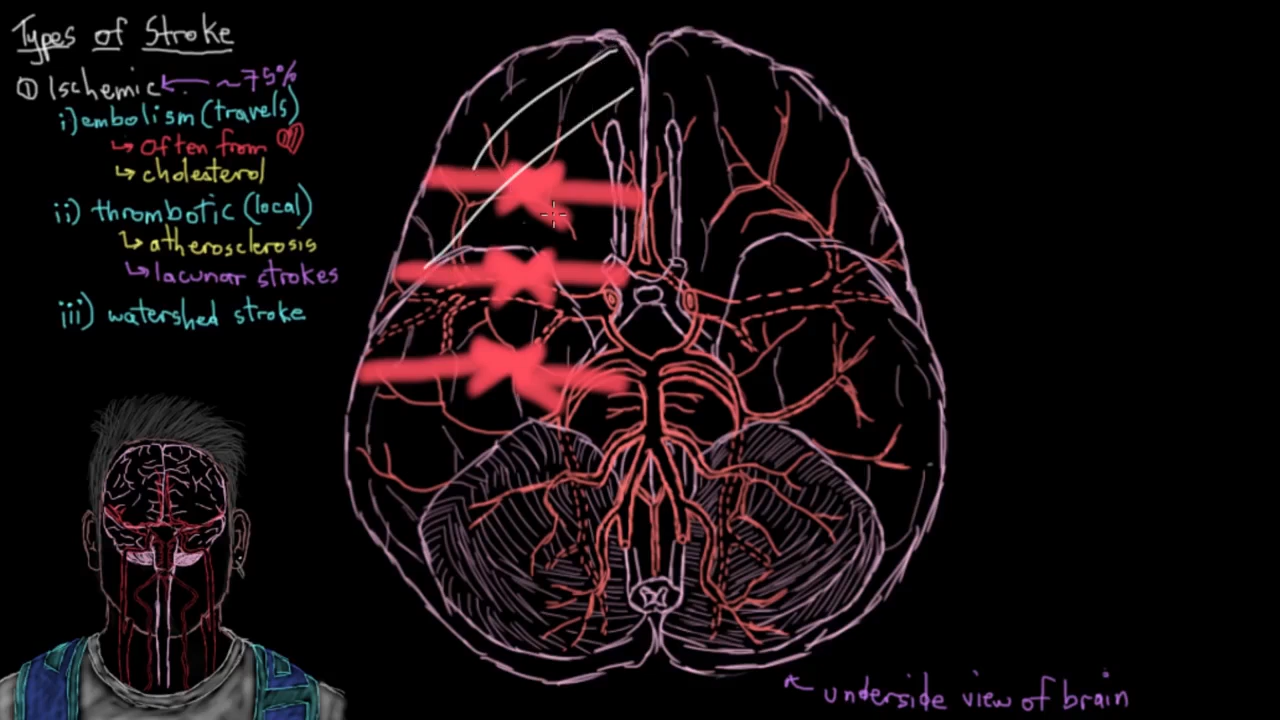 Types of Stroke
① Ischemic ← ~75%
i) embolism (travels)
↳ Often from
↳ cholesterol
ii) thrombotic (local)
↳ atherosclerosis
↳ lacunar strokes
iii) watershed stroke
underside view of brain